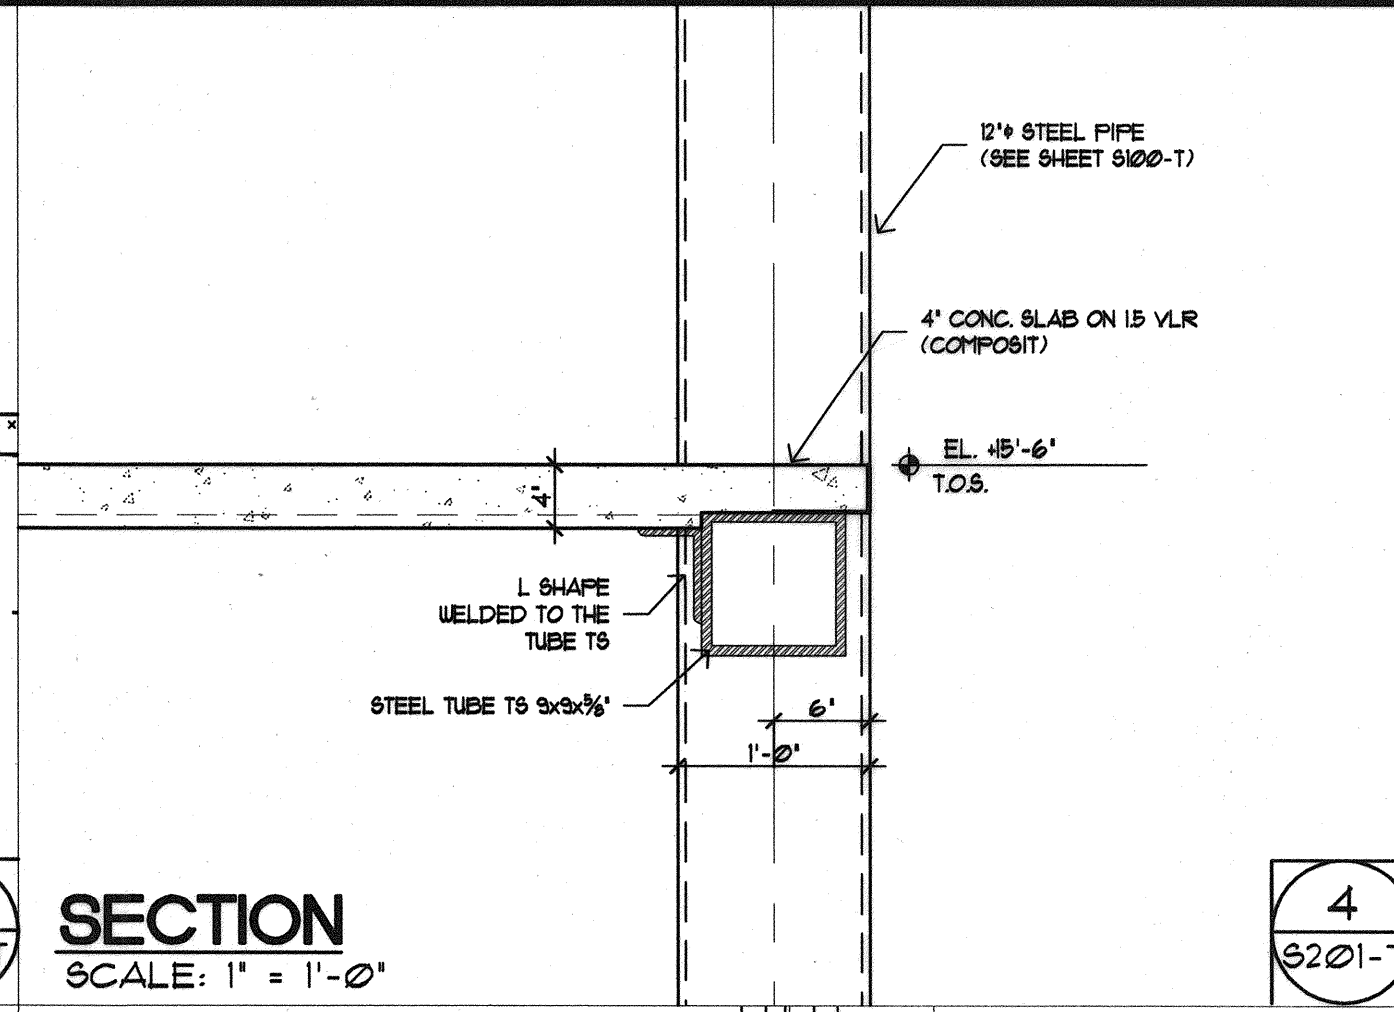 12"ø STEEL PIPE
(SEE SHEET S100-T)
4" CONC. SLAB ON 1.5 VLR
(COMPOSIT)
EL. +15'-6"
T.O.S.
4"
L SHAPE
WELDED TO THE
TUBE TS
STEEL TUBE TS 9x9x5/8"
6"
1'-0"
SECTION
SCALE: 1" = 1'-0"
4
S201-T
x